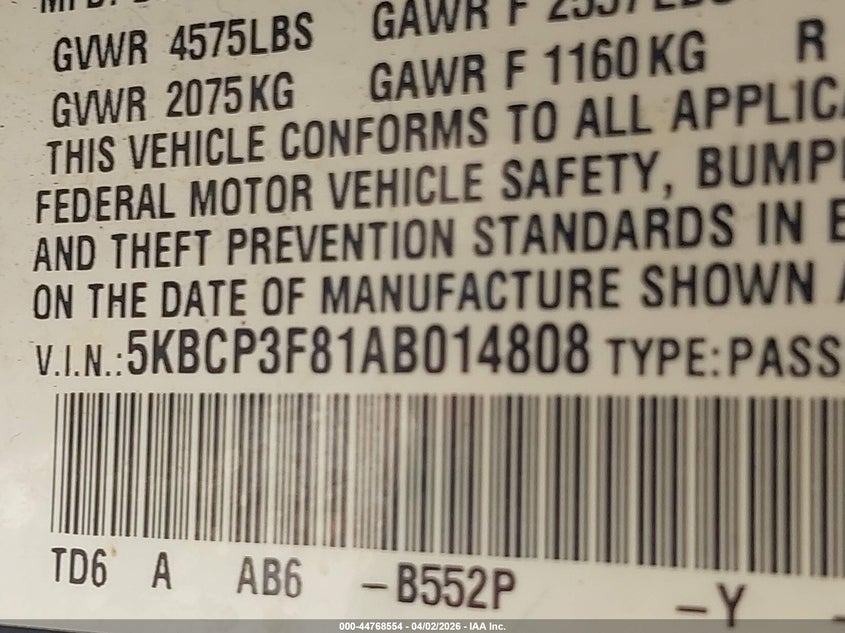 GVWR 4575LBS GAWR F 2557LBS
GVWR 2075KG GAWR F 1160KG R
THIS VEHICLE CONFORMS TO ALL
FEDERAL MOTOR VEHICLE SAFETY,
AND THEFT PREVENTION STANDARDS IN
ON THE DATE OF MANUFACTURE SHOWN
V.I.N.:5KBCP3F81AB014808 TYPE:PASS
TD6 A AB6 -B552P -Y
000-44768554 - 04/02/2026 - IAA Inc.